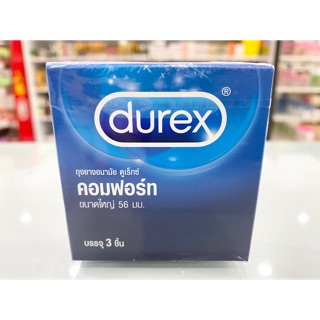 durex®
ถุงยางอนามัย ดูเร็กซ์
คอมฟอร์ท
ขนาดใหญ่ 56 มม.
บรรจุ 3 ชิ้น